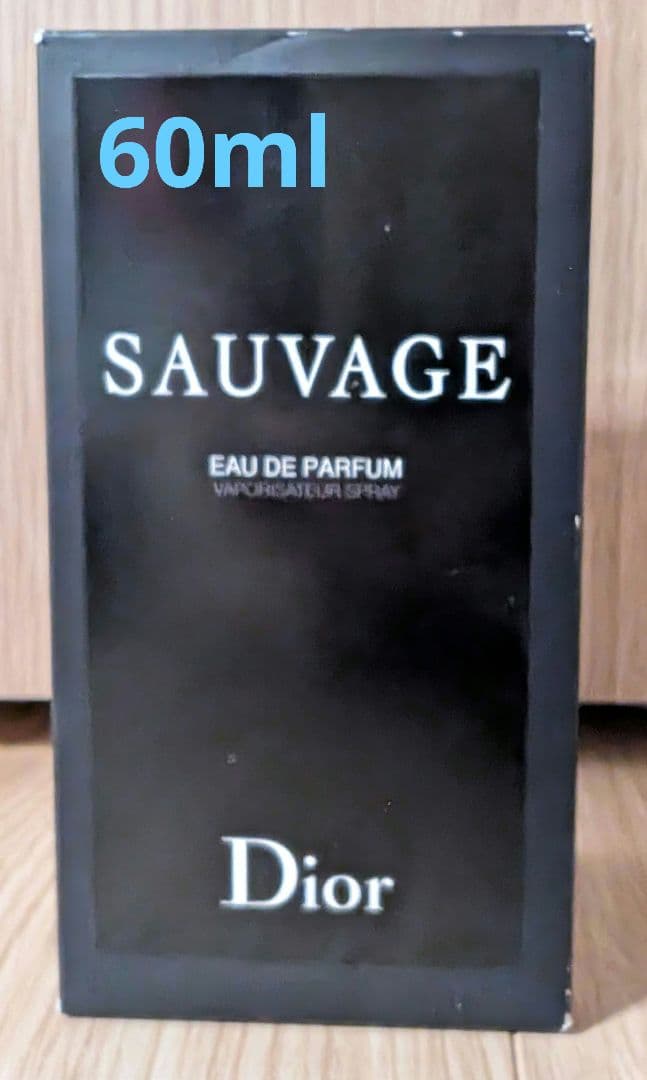 60ml
SAUVAGE
EAU DE PARFUM
VAPORISATEUR SPRAY
Dior